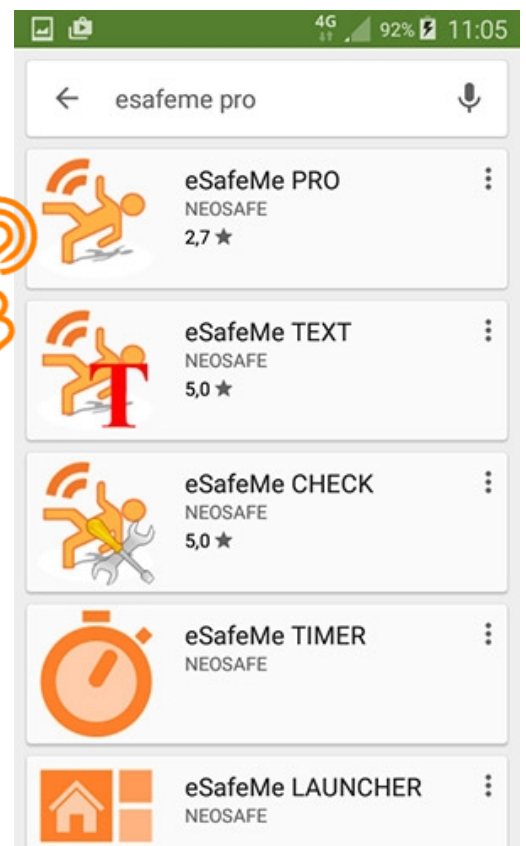 4G 92% 11:05
esafeme pro
eSafeMe PRO
NEOSAFE
2,7
eSafeMe TEXT
NEOSAFE
5,0
T
eSafeMe CHECK
NEOSAFE
5,0
eSafeMe TIMER
NEOSAFE
eSafeMe LAUNCHER
NEOSAFE